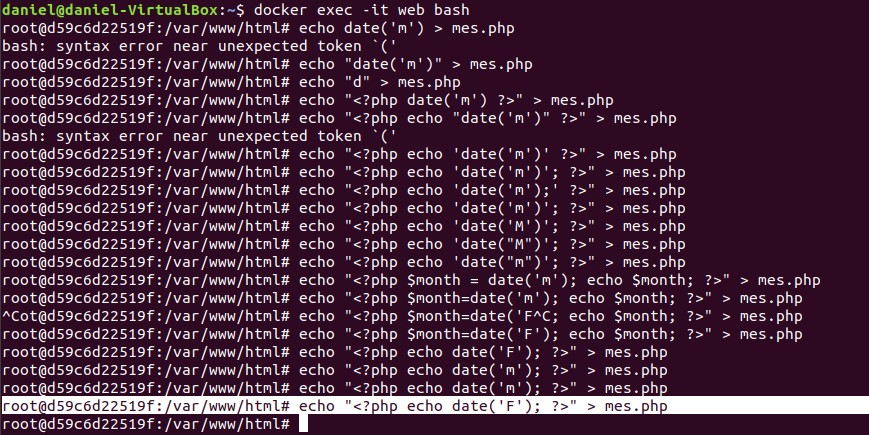 daniel@daniel-VirtualBox:~$ docker exec -it web bash
root@d59c6d22519f:/var/www/html# echo date('m') > mes.php
bash: syntax error near unexpected token `('
root@d59c6d22519f:/var/www/html# echo "date('m')" > mes.php
root@d59c6d22519f:/var/www/html# echo "d" > mes.php
root@d59c6d22519f:/var/www/html# echo "<?php date('m') ?>" > mes.php
root@d59c6d22519f:/var/www/html# echo "<?php echo "date('m')" ?>" > mes.php
bash: syntax error near unexpected token `('
root@d59c6d22519f:/var/www/html# echo "<?php echo 'date('m')' ?>" > mes.php
root@d59c6d22519f:/var/www/html# echo "<?php echo 'date('m')'; ?>" > mes.php
root@d59c6d22519f:/var/www/html# echo "<?php echo 'date('m');' ?>" > mes.php
root@d59c6d22519f:/var/www/html# echo "<?php echo 'date('m')'; ?>" > mes.php
root@d59c6d22519f:/var/www/html# echo "<?php echo 'date('M')'; ?>" > mes.php
root@d59c6d22519f:/var/www/html# echo "<?php echo 'date("M")'; ?>" > mes.php
root@d59c6d22519f:/var/www/html# echo "<?php echo 'date("m")'; ?>" > mes.php
root@d59c6d22519f:/var/www/html# echo "<?php $month = date('m'); echo $month; ?>" > mes.php
root@d59c6d22519f:/var/www/html# echo "<?php $month=date('m'); echo $month; ?>" > mes.php
^Cot@d59c6d22519f:/var/www/html# echo "<?php $month=date('F^C; echo $month; ?>" > mes.php
root@d59c6d22519f:/var/www/html# echo "<?php $month=date('F'); echo $month; ?>" > mes.php
root@d59c6d22519f:/var/www/html# echo "<?php echo date('F'); ?>" > mes.php
root@d59c6d22519f:/var/www/html# echo "<?php echo date('m'); ?>" > mes.php
root@d59c6d22519f:/var/www/html# echo "<?php echo date('m'); ?>" > mes.php
root@d59c6d22519f:/var/www/html# echo "<?php echo date('F'); ?>" > mes.php
root@d59c6d22519f:/var/www/html#